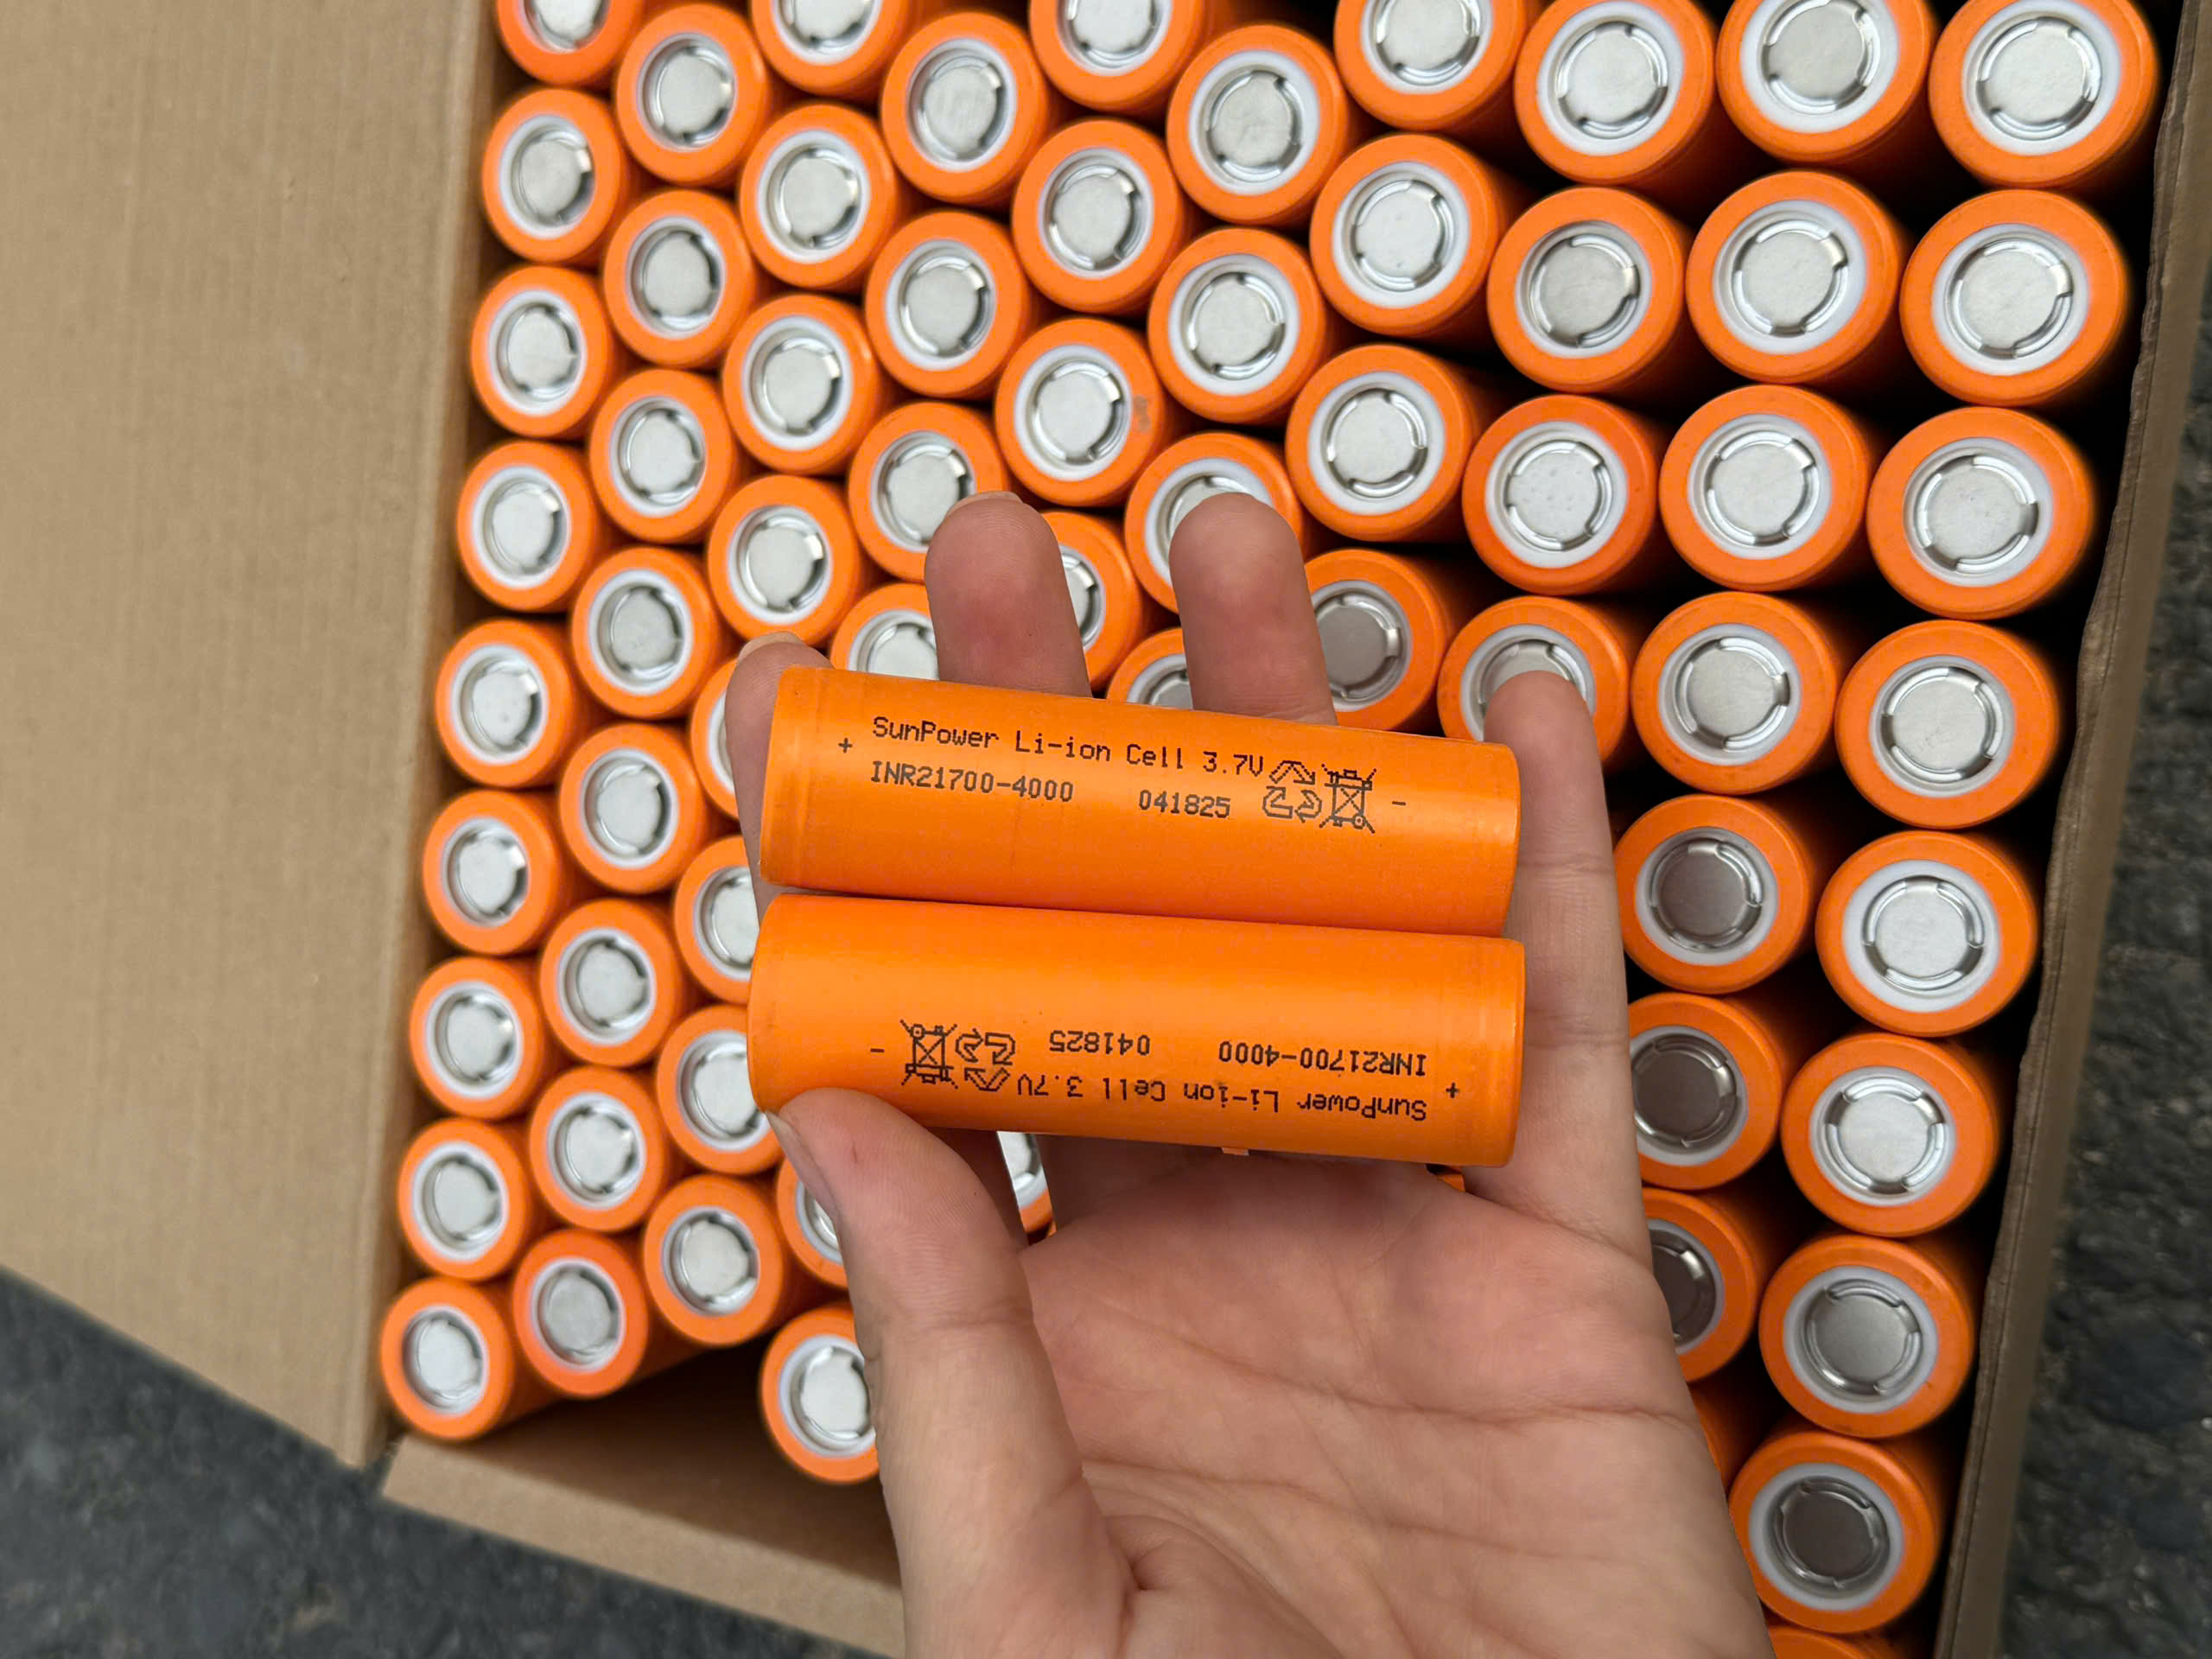 + SunPower Li-ion Cell 3.7V -
INR21700-4000 041825
+ SunPower Li-ion Cell 3.7V -
INR21700-4000 041825